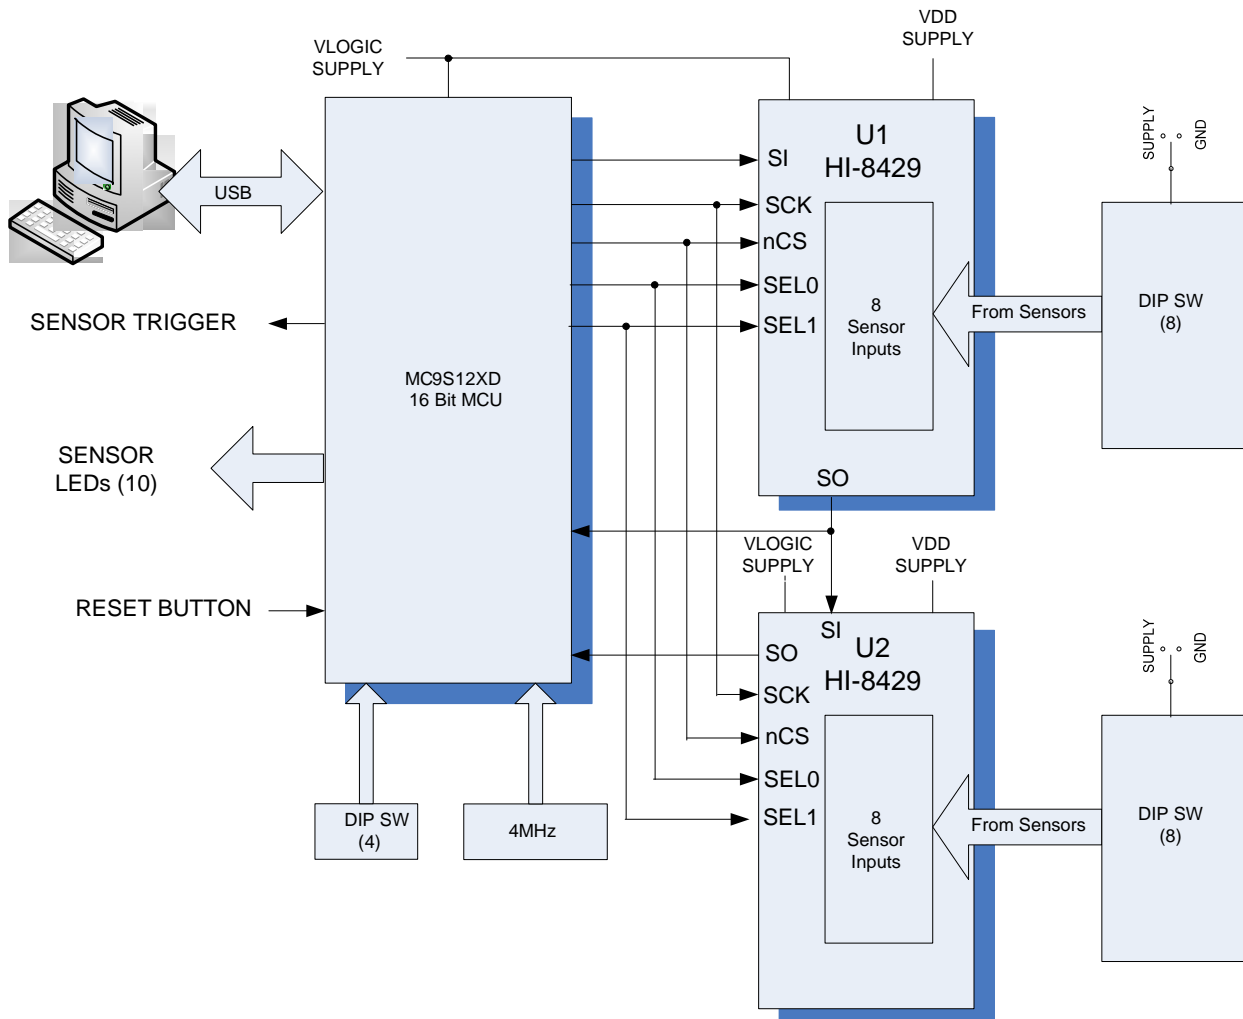 VLOGIC
SUPPLY
VDD
SUPPLY
USB
SENSOR TRIGGER
SENSOR
LEDs (10)
RESET BUTTON
MC9S12XD
16 Bit MCU
DIP SW
(4)
4MHz
U1
HI-8429
SI
SCK
nCS
SEL0
SEL1
8
Sensor
Inputs
SO
From Sensors
SUPPLY
GND
DIP SW
(8)
VLOGIC
SUPPLY
VDD
SUPPLY
SI
U2
HI-8429
SO
SCK
nCS
SEL0
SEL1
8
Sensor
Inputs
From Sensors
SUPPLY
GND
DIP SW
(8)